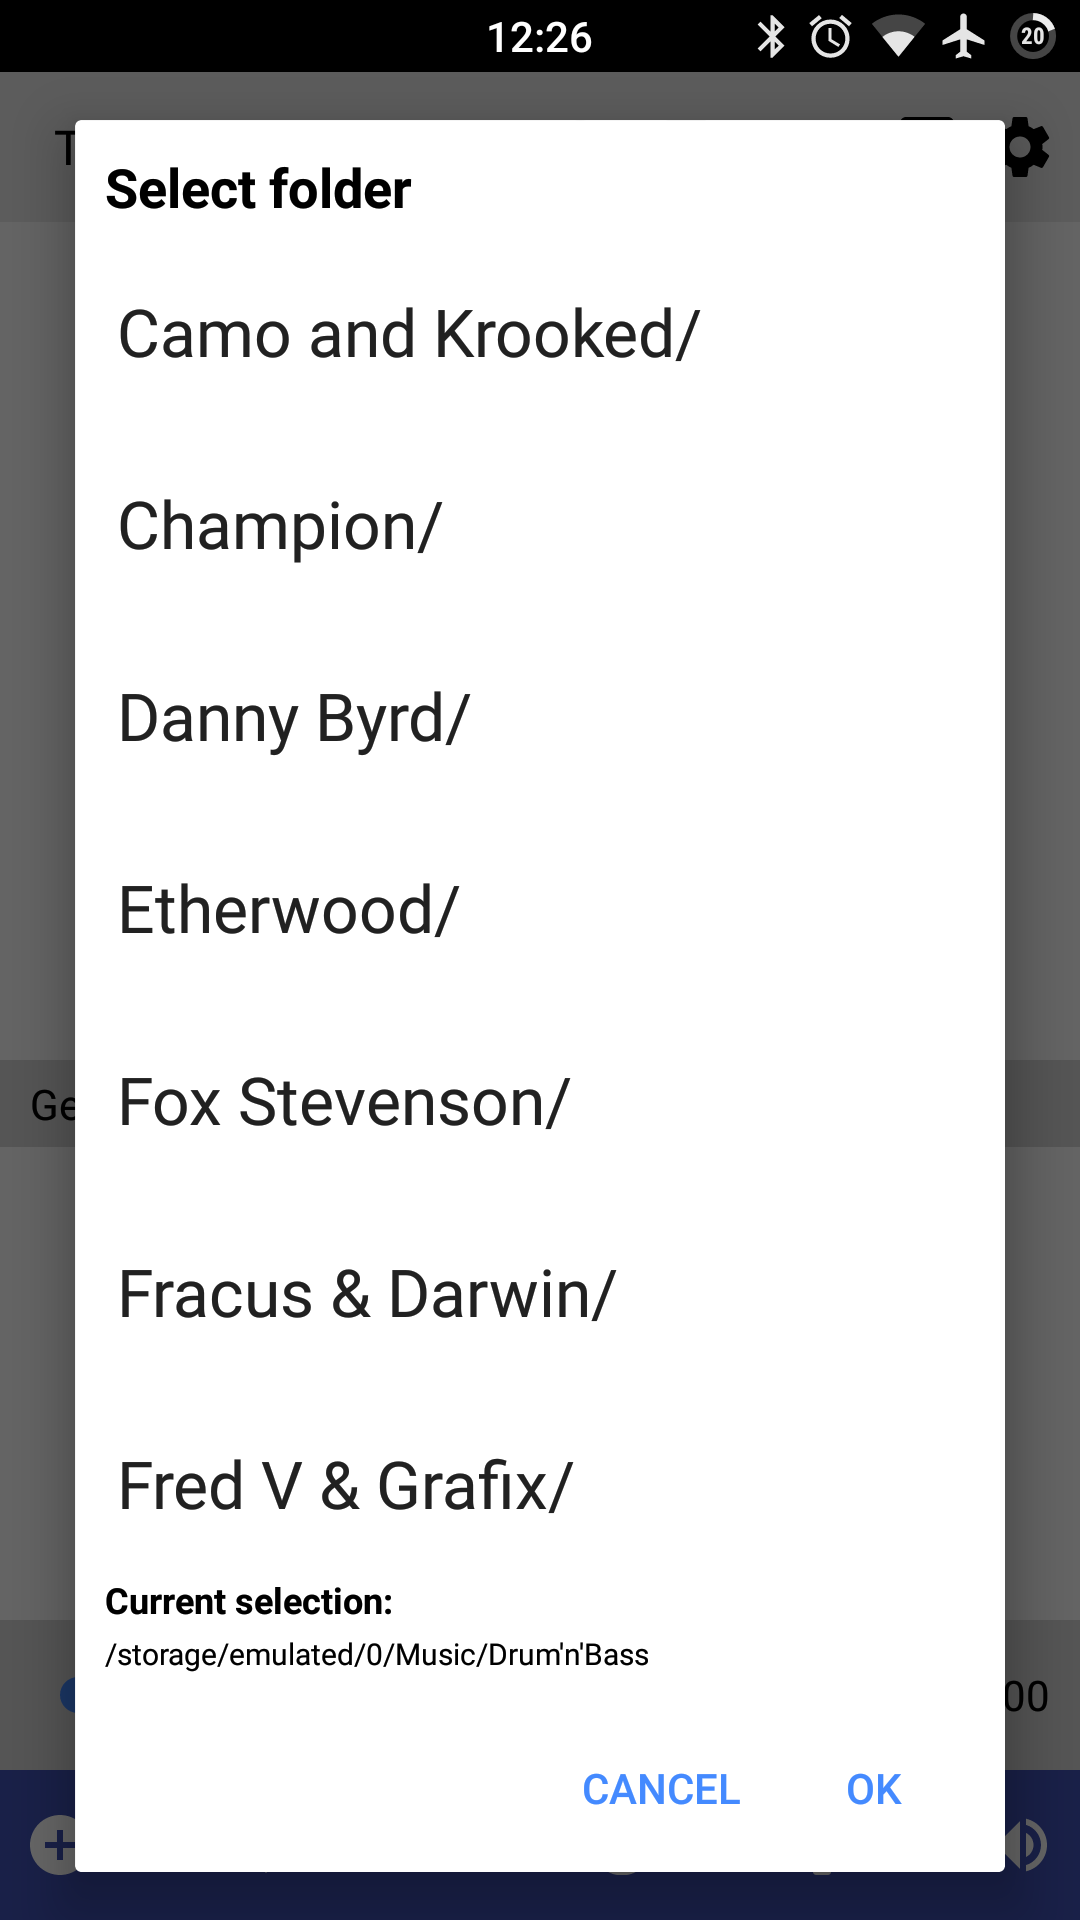 12:26
20
T
Select folder
Camo and Krooked/
Champion/
Danny Byrd/
Etherwood/
Ge
Fox Stevenson/
Fracus & Darwin/
Fred V & Grafix/
Current selection:
/storage/emulated/0/Music/Drum'n'Bass
00
CANCEL OK